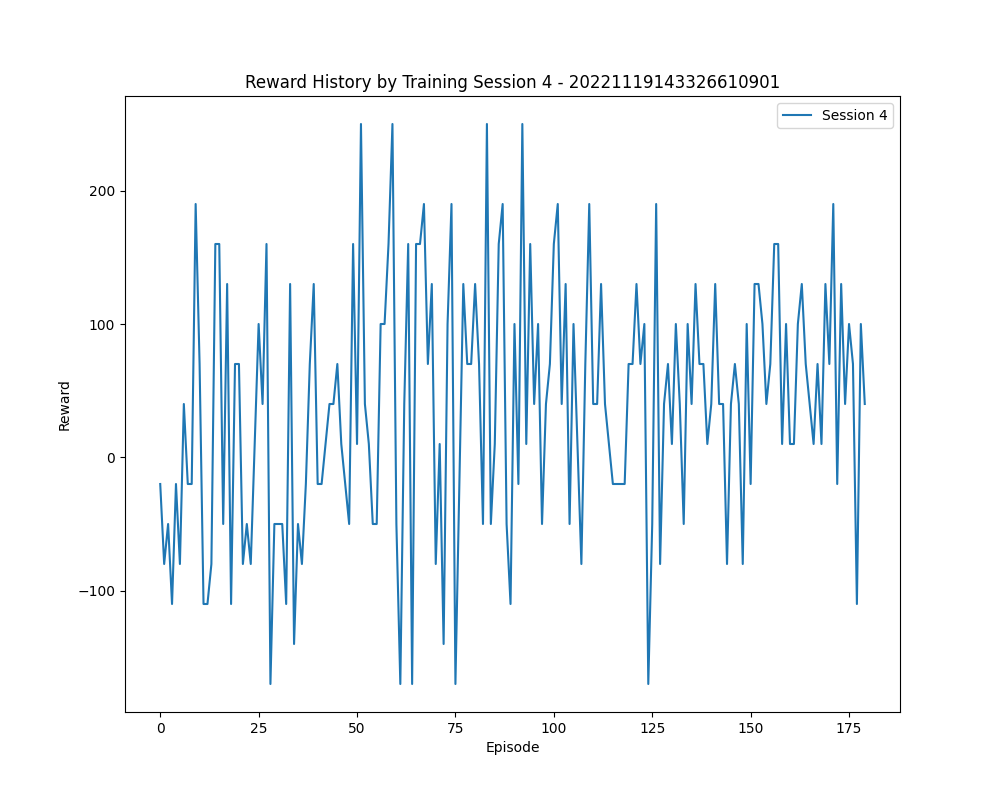 Reward History by Training Session 4 - 20221119143326610901
Session 4
200
100
0
−100
Reward
0 25 50 75 100 125 150 175
Episode